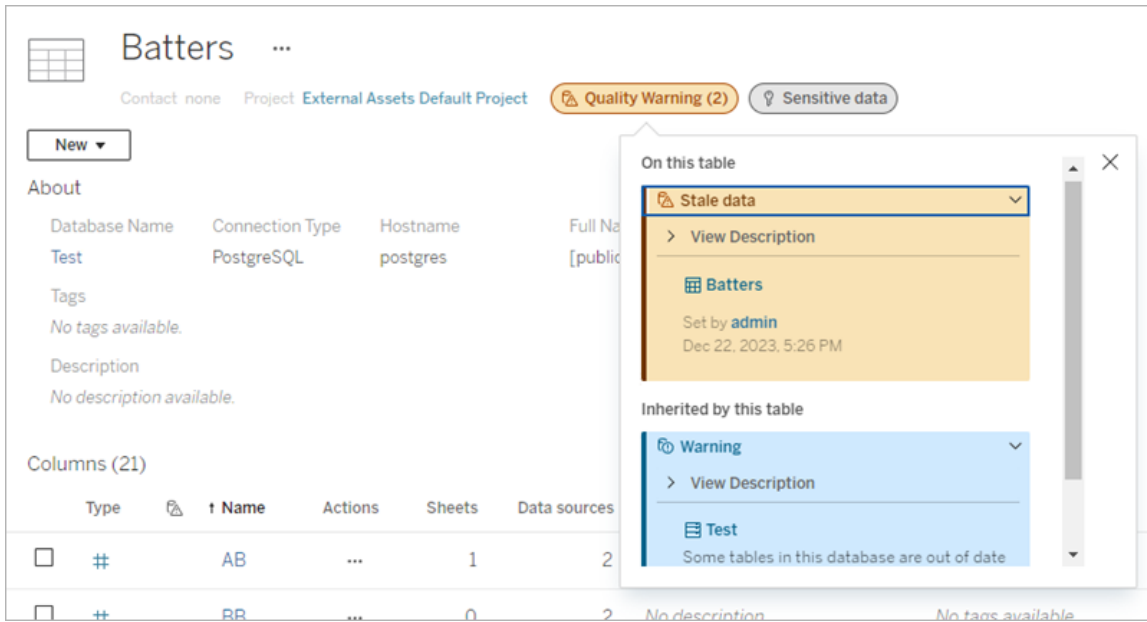 Batters ...
Contact none Project External Assets Default Project Quality Warning (2) Sensitive data
New
About
Database Name Connection Type Hostname Full Na
Test PostgreSQL postgres [public
Tags
No tags available.
Description
No description available.
Columns (21)
Type ↑ Name Actions Sheets Data sources
# AB ... 1 2
# BB ... 0 2 No description No tags available
On this table
Stale data
View Description
Batters
Set by admin
Dec 22, 2023, 5:26 PM
Inherited by this table
Warning
View Description
Test
Some tables in this database are out of date